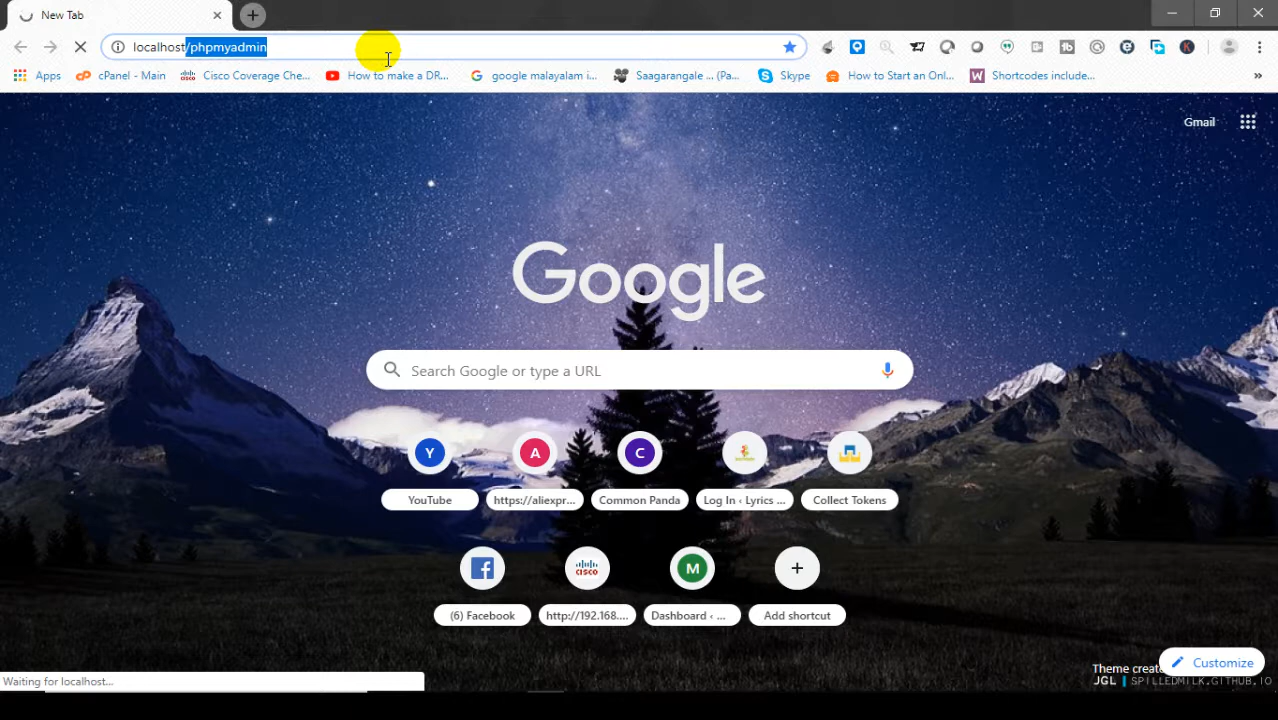 New Tab
localhost/phpmyadmin
Apps cPanel - Main Cisco Coverage Che... How to make a DR... google malayalam i... Saagarangale .. (Pa... Skype How to Start an Onl... Shortcodes include... »
Gmail
Google
Search Google or type a URL
Y A C
YouTube https://aliexpr... Common Panda Log In ‹ Lyrics ... Collect Tokens
cisco M
(6) Facebook http://192.168.... Dashboard ‹ ... Add shortcut
Customize
Theme create
JGL | SPILLEDMILK.GITHUB.IO
Waiting for localhost...